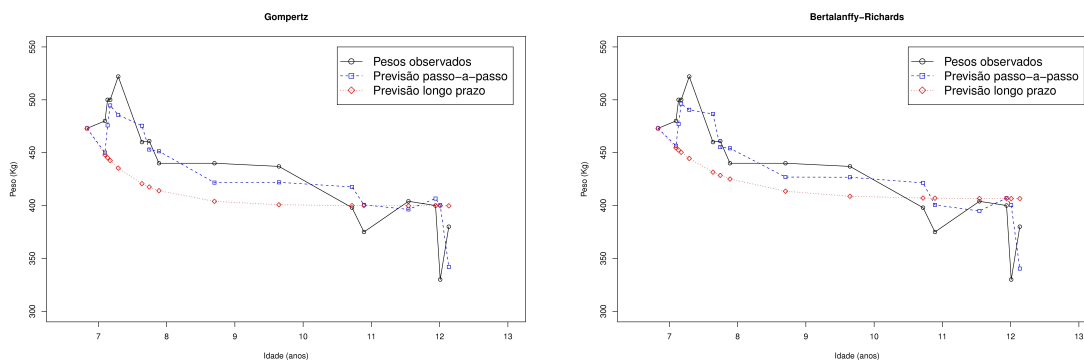 Gompertz
Peso (Kg)
550
500
450
400
350
300
Pesos observados
Previsão passo−a−passo
Previsão longo prazo
7 8 9 10 11 12 13
Idade (anos)
Bertalanffy−Richards
Peso (Kg)
550
500
450
400
350
300
Pesos observados
Previsão passo−a−passo
Previsão longo prazo
7 8 9 10 11 12 13
Idade (anos)